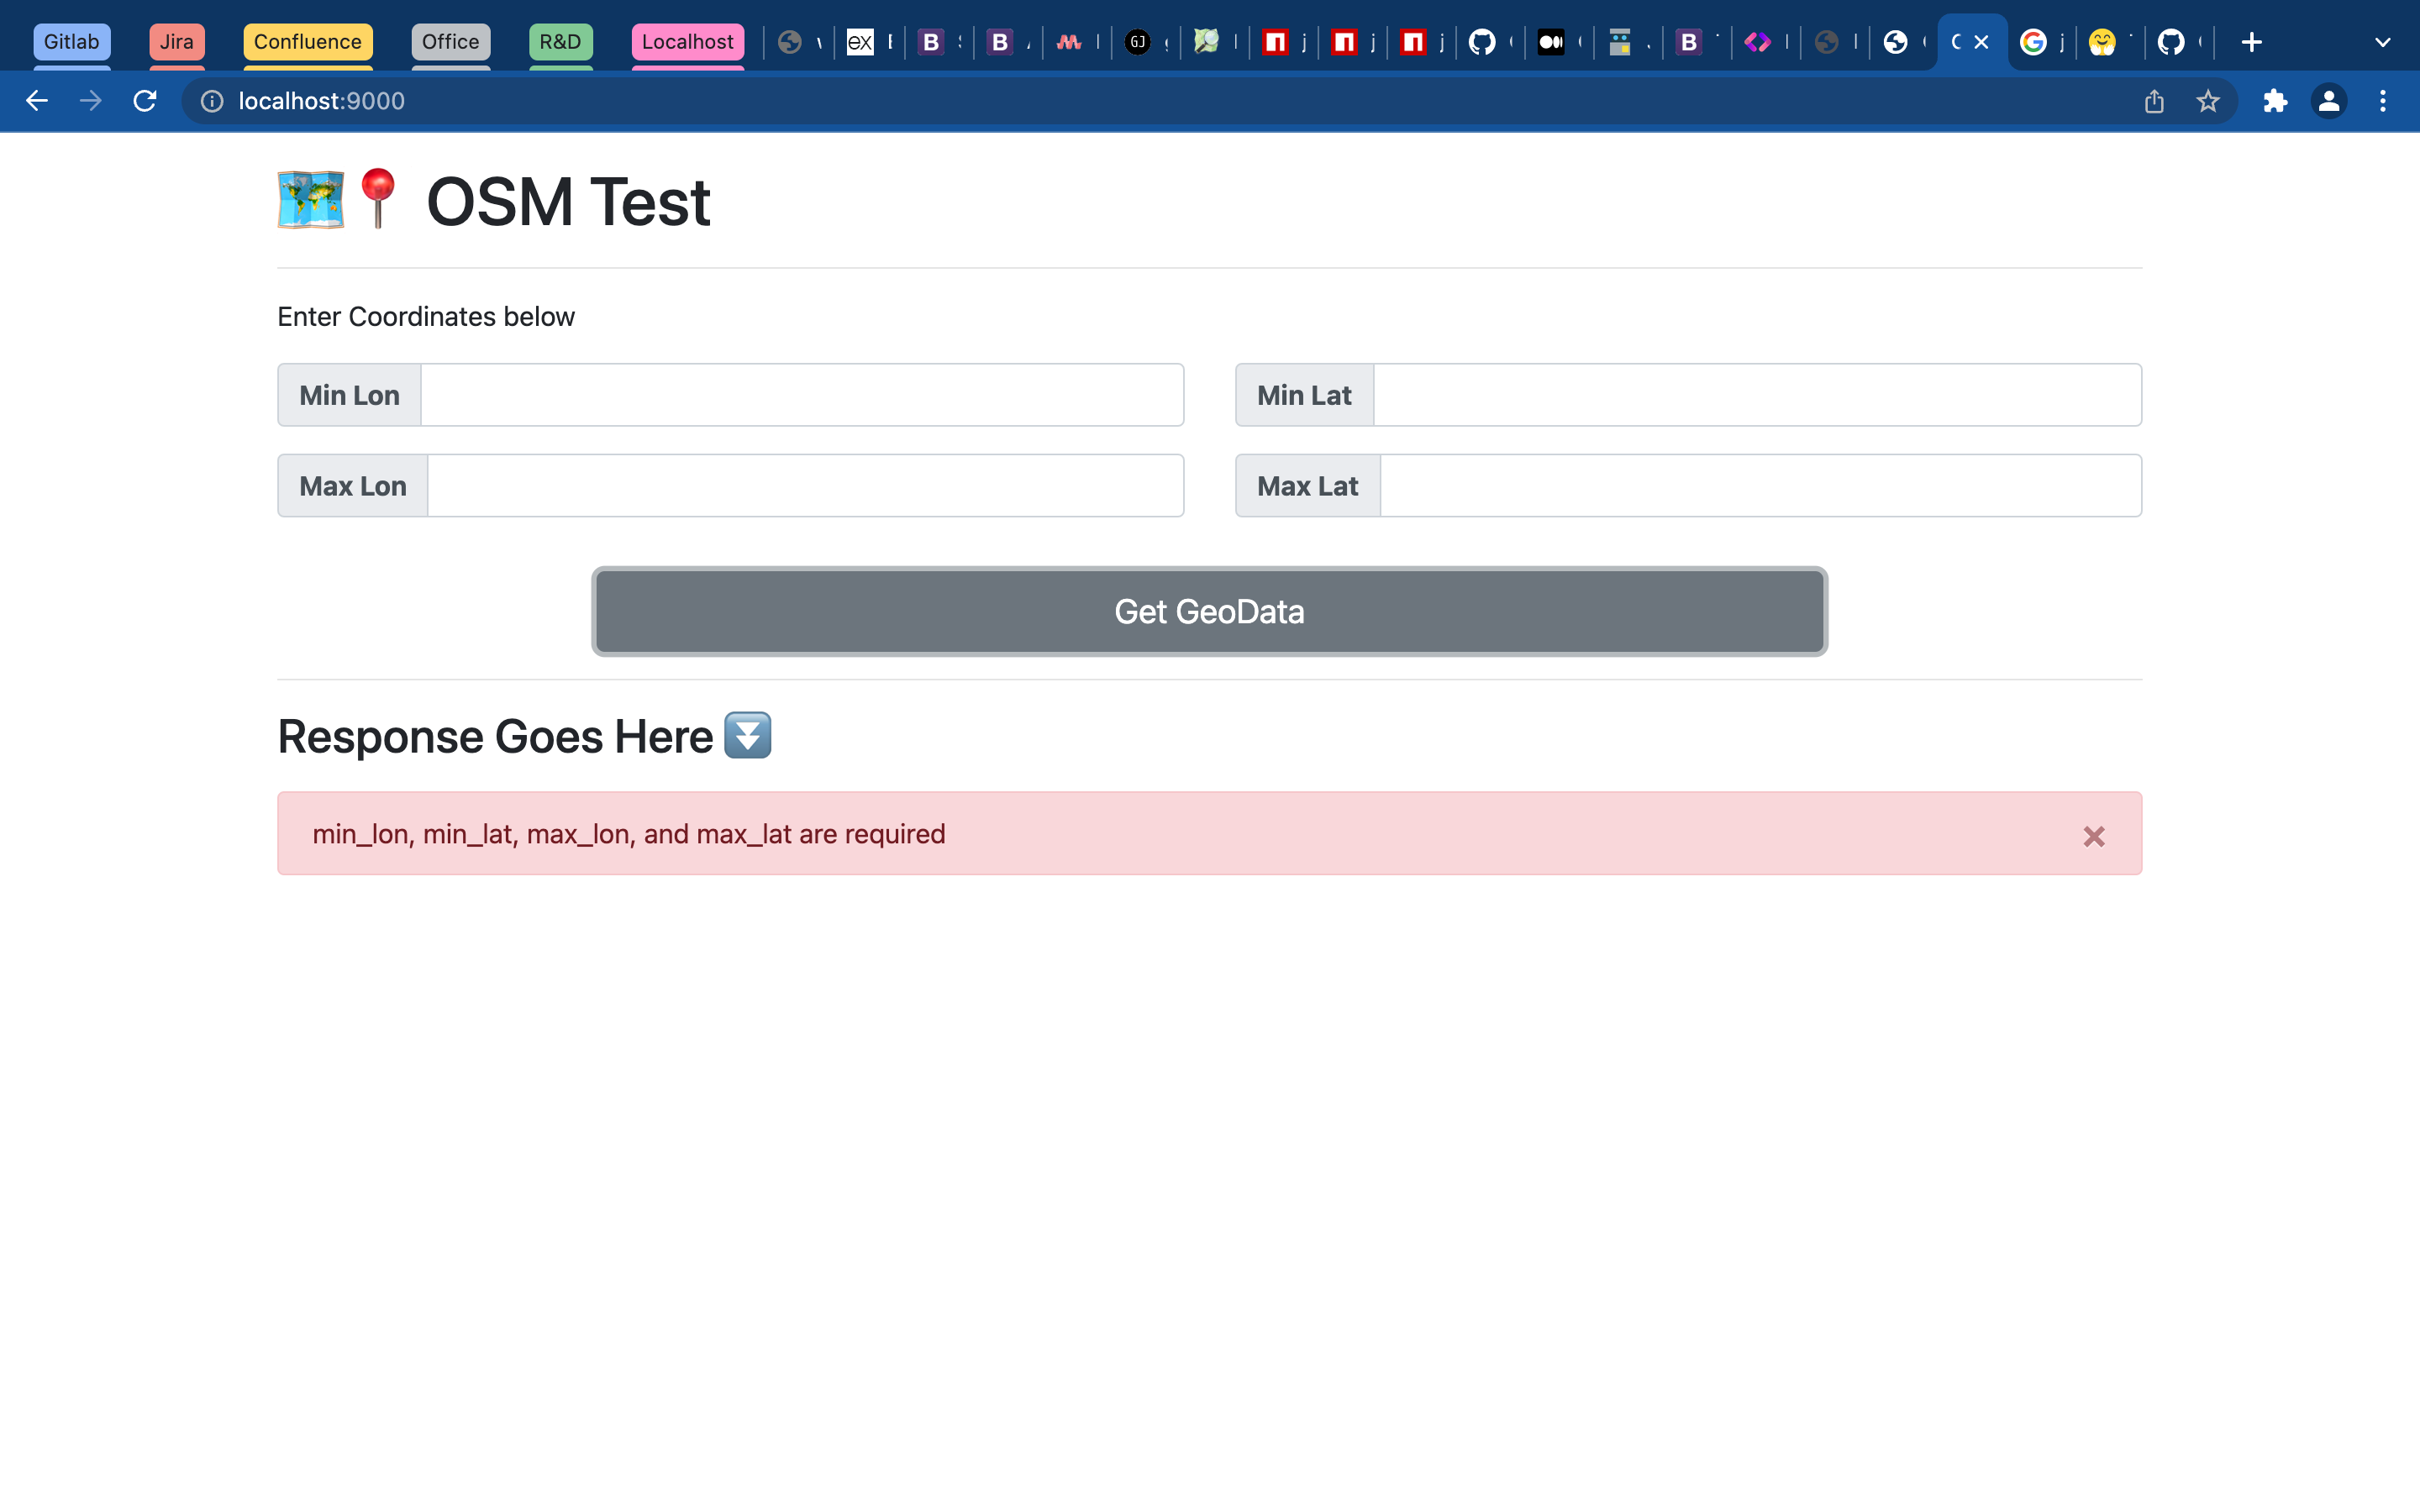 Gitlab Jira Confluence Office R&D Localhost
localhost:9000
OSM Test
Enter Coordinates below
Min Lon
Min Lat
Max Lon
Max Lat
Get GeoData
Response Goes Here
min_lon, min_lat, max_lon, and max_lat are required